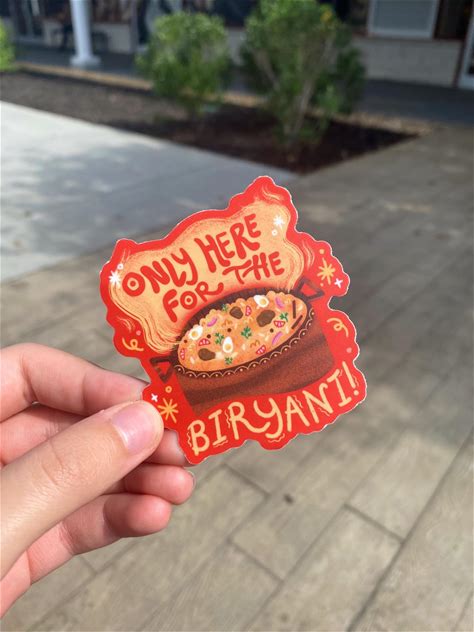 ONLY HERE
FOR THE
BIRYANI!